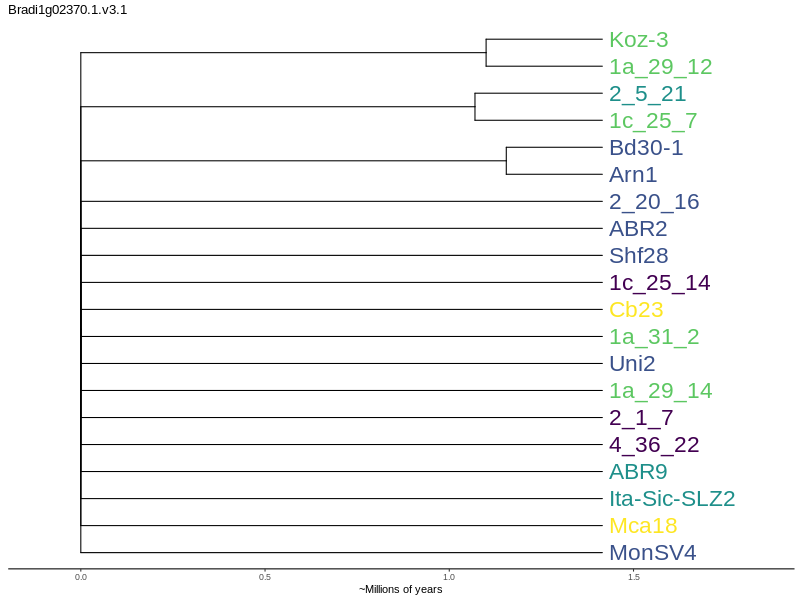 Bradi1g02370.1.v3.1
Koz-3
1a_29_12
2_5_21
1c_25_7
Bd30-1
Arn1
2_20_16
ABR2
Shf28
1c_25_14
Cb23
1a_31_2
Uni2
1a_29_14
2_1_7
4_36_22
ABR9
Ita-Sic-SLZ2
Mca18
MonSV4
0.0 0.5 1.0 1.5
~Millions of years